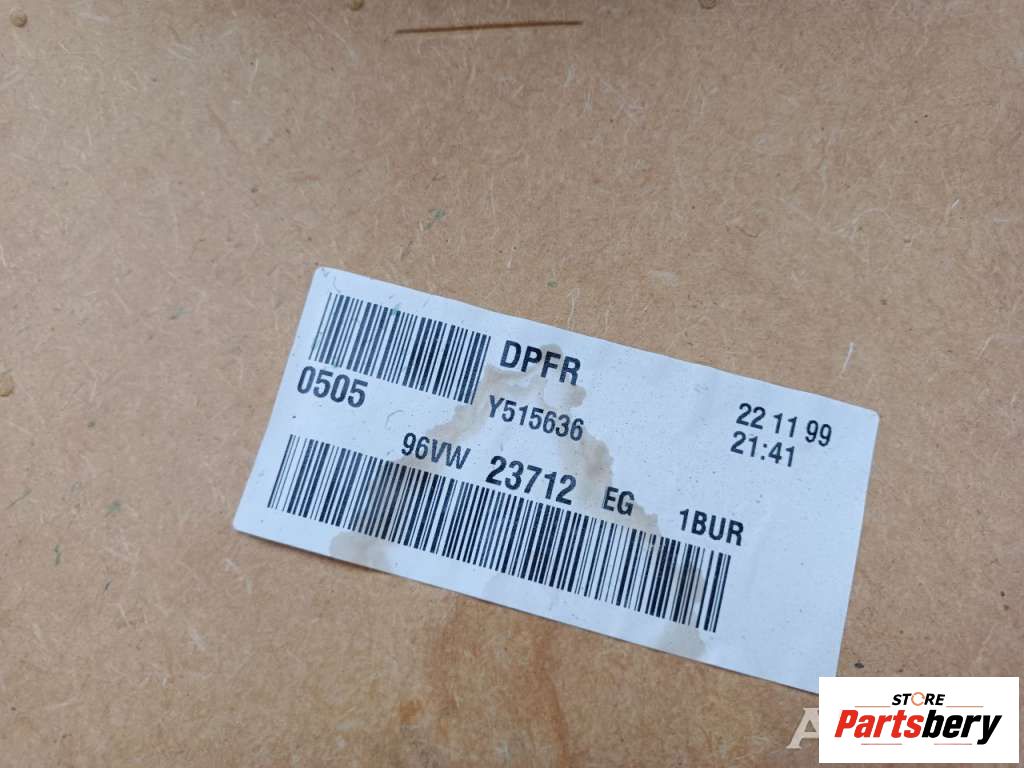 DPFR
0505
Y515636
22 11 99
21:41
96VW 23712 EG 1BUR
STORE
Partsbery